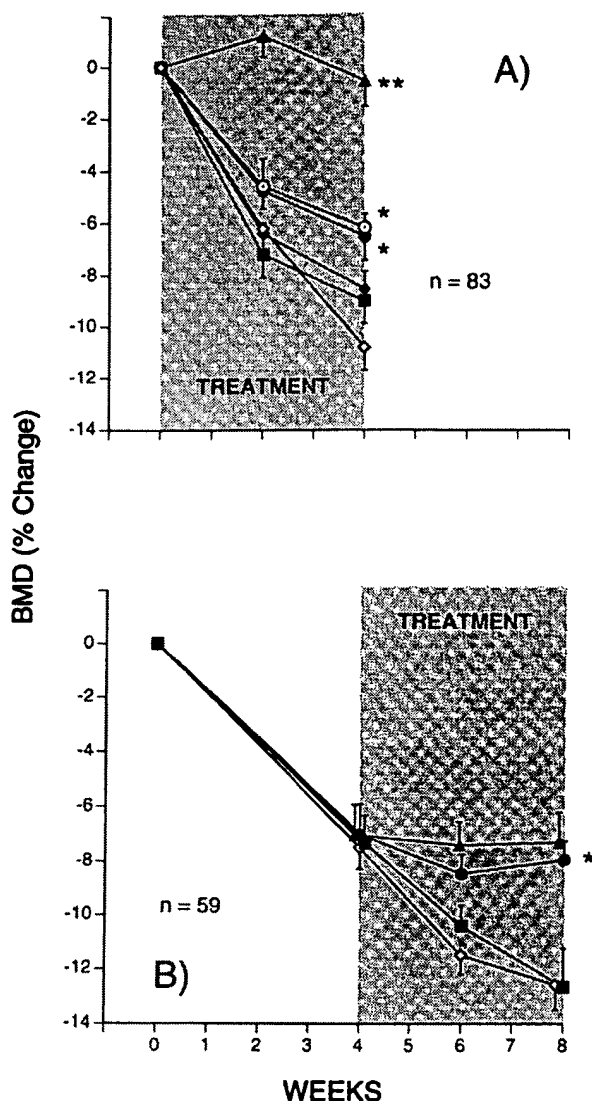 A)
0
-2
-4
-6
-8
-10
-12
-14
**
*
*
n = 83
TREATMENT
BMD (% Change)
TREATMENT
0
-2
-4
-6
-8
-10
-12
-14
*
n = 59
B)
0 1 2 3 4 5 6 7 8
WEEKS